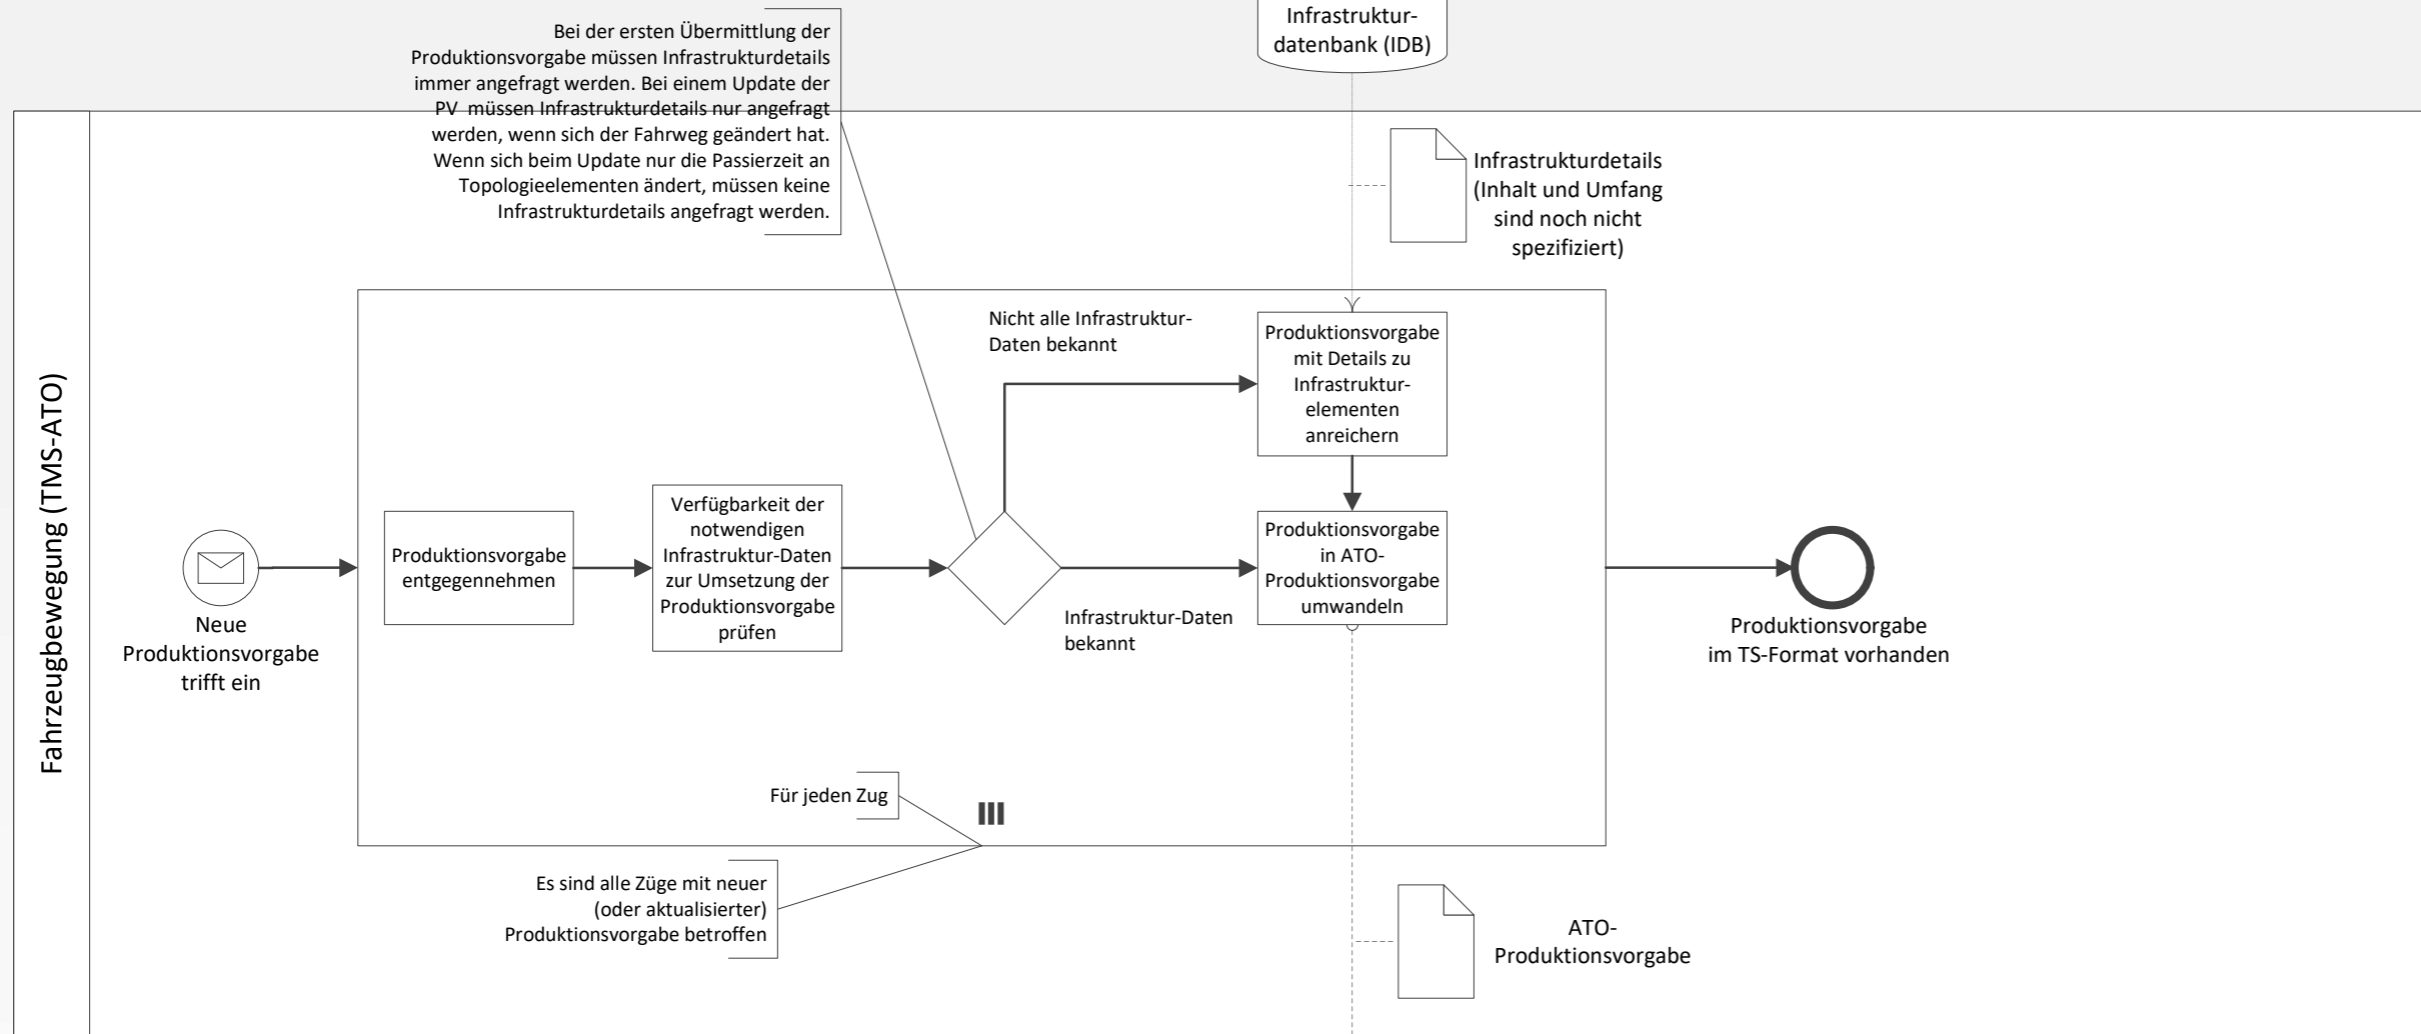 Bei der ersten Übermittlung der
Produktionsvorgabe müssen Infrastrukturdetails
immer angefragt werden. Bei einem Update der
PV  müssen Infrastrukturdetails nur angefragt
werden, wenn sich der Fahrweg geändert hat.
Wenn sich beim Update nur die Passierzeit an
Topologieelementen ändert, müssen keine
Infrastrukturdetails angefragt werden.
Infrastruktur-
datenbank (IDB)
Infrastrukturdetails
(Inhalt und Umfang
sind noch nicht
spezifiziert)
Fahrzeugbewegung (TMS-ATO)
Neue
Produktionsvorgabe
trifft ein
Produktionsvorgabe
entgegennehmen
Verfügbarkeit der
notwendigen
Infrastruktur-Daten
zur Umsetzung der
Produktionsvorgabe
prüfen
Nicht alle Infrastruktur-
Daten bekannt
Infrastruktur-Daten
bekannt
Produktionsvorgabe
mit Details zu
Infrastruktur-
elementen
anreichern
Produktionsvorgabe
in ATO-
Produktionsvorgabe
umwandeln
Produktionsvorgabe
im TS-Format vorhanden
Für jeden Zug
Es sind alle Züge mit neuer
(oder aktualisierter)
Produktionsvorgabe betroffen
ATO-
Produktionsvorgabe